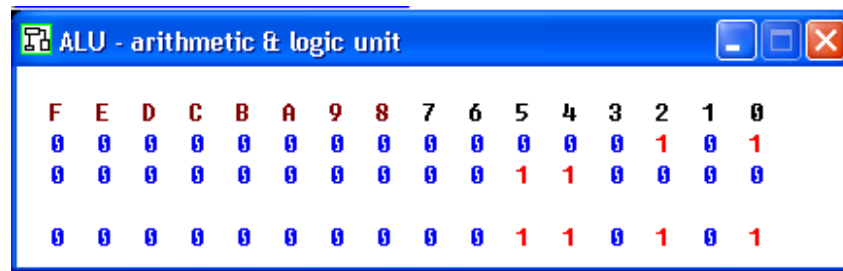 ALU - arithmetic & logic unit
F E D C B A 9 8 7 6 5 4 3 2 1 0
0 0 0 0 0 0 0 0 0 0 0 0 0 1 0 1
0 0 0 0 0 0 0 0 0 0 1 1 0 0 0 0
0 0 0 0 0 0 0 0 0 0 1 1 0 1 0 1